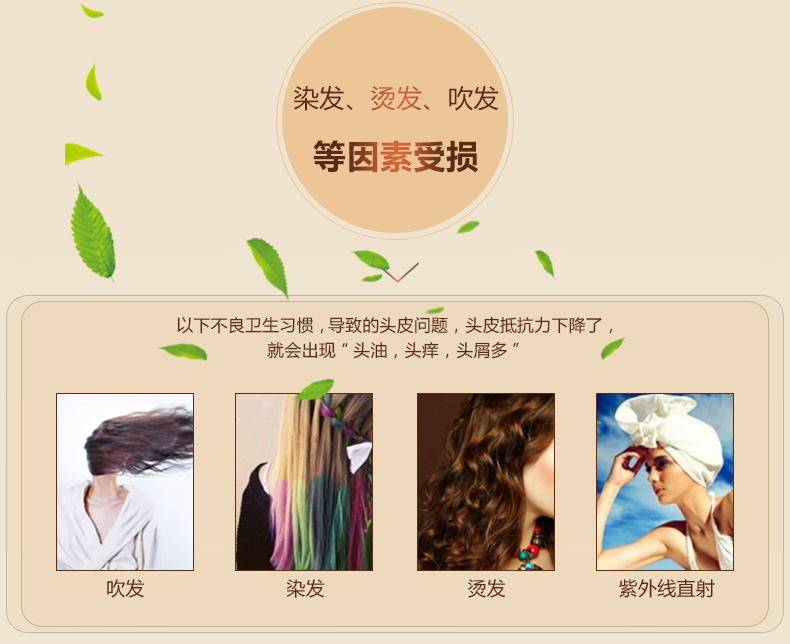 染发、烫发、吹发
等因素受损
以下不良卫生习惯，导致的头皮问题，头皮抵抗力下降了，
就会出现“头油，头痒，头屑多”
吹发
染发
烫发
紫外线直射